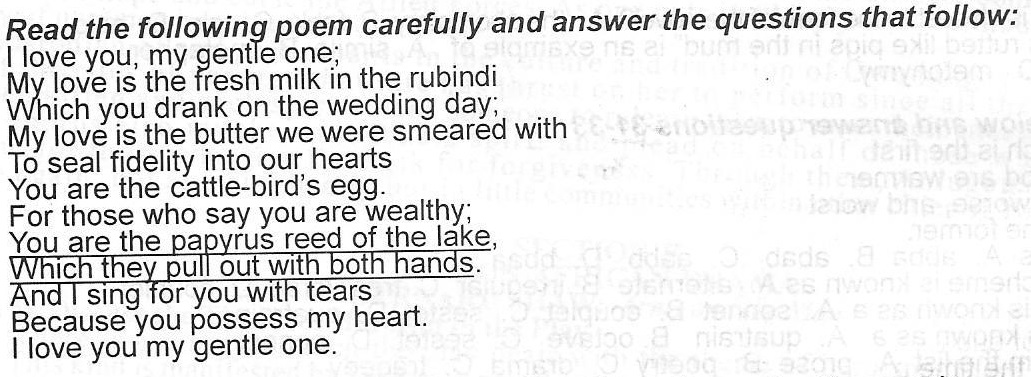 Read the following poem carefully and answer the questions that follow:
I love you, my gentle one;
My love is the fresh milk in the rubindi
Which you drank on the wedding day;
My love is the butter we were smeared with
To seal fidelity into our hearts
You are the cattle-bird's egg.
For those who say you are wealthy;
You are the papyrus reed of the lake,
Which they pull out with both hands.
And I sing for you with tears
Because you possess my heart.
I love you my gentle one.